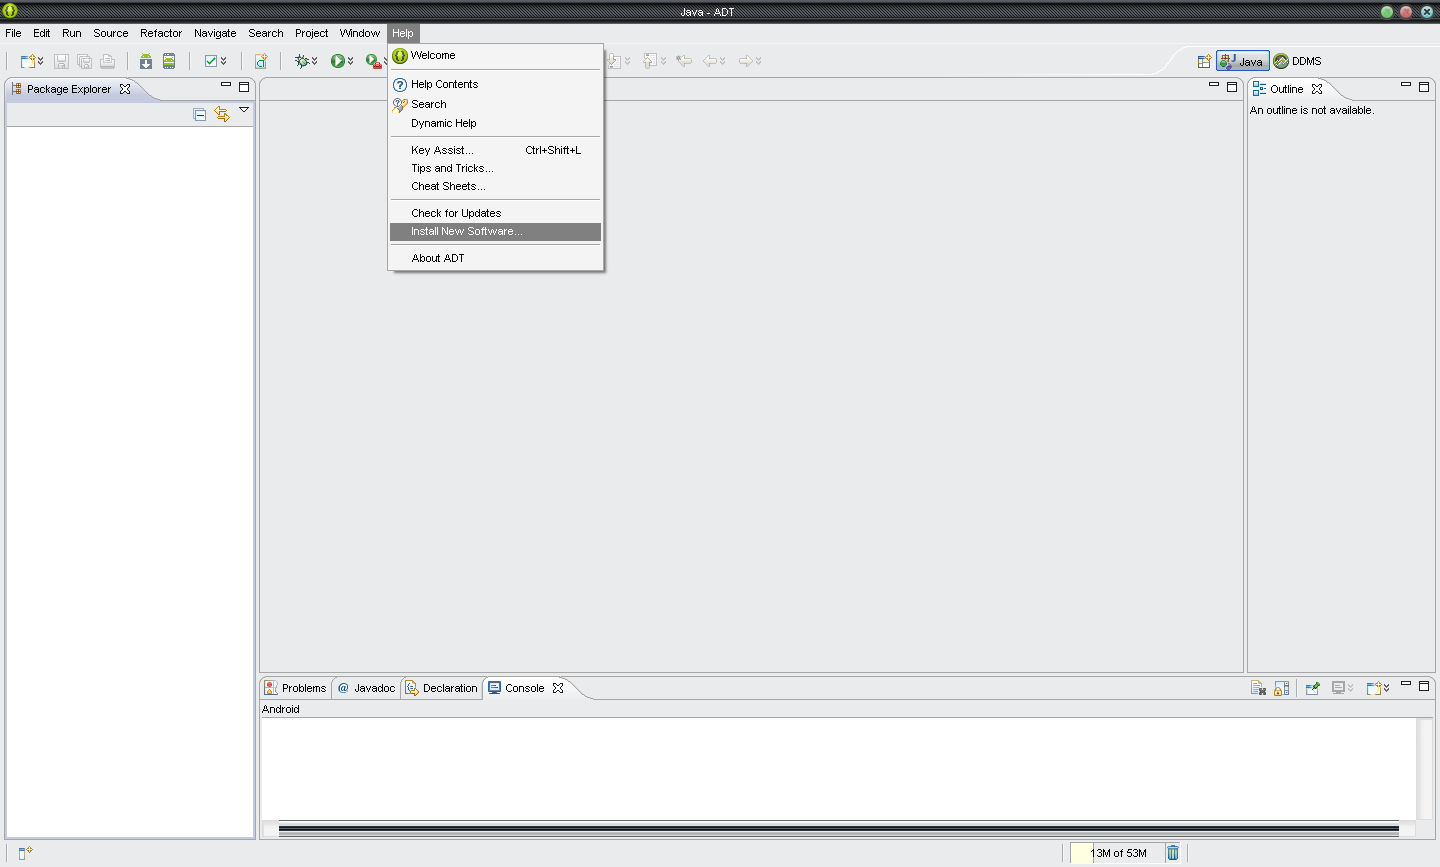 Java - ADT
File Edit Run Source Refactor Navigate Search Project Window Help
Java DDMS
Welcome
Help Contents
Search
Dynamic Help
Key Assist... Ctrl+Shift+L
Tips and Tricks...
Cheat Sheets...
Check for Updates
Install New Software...
About ADT
Package Explorer
Outline
An outline is not available.
Problems @ Javadoc Declaration Console
Android
13M of 53M